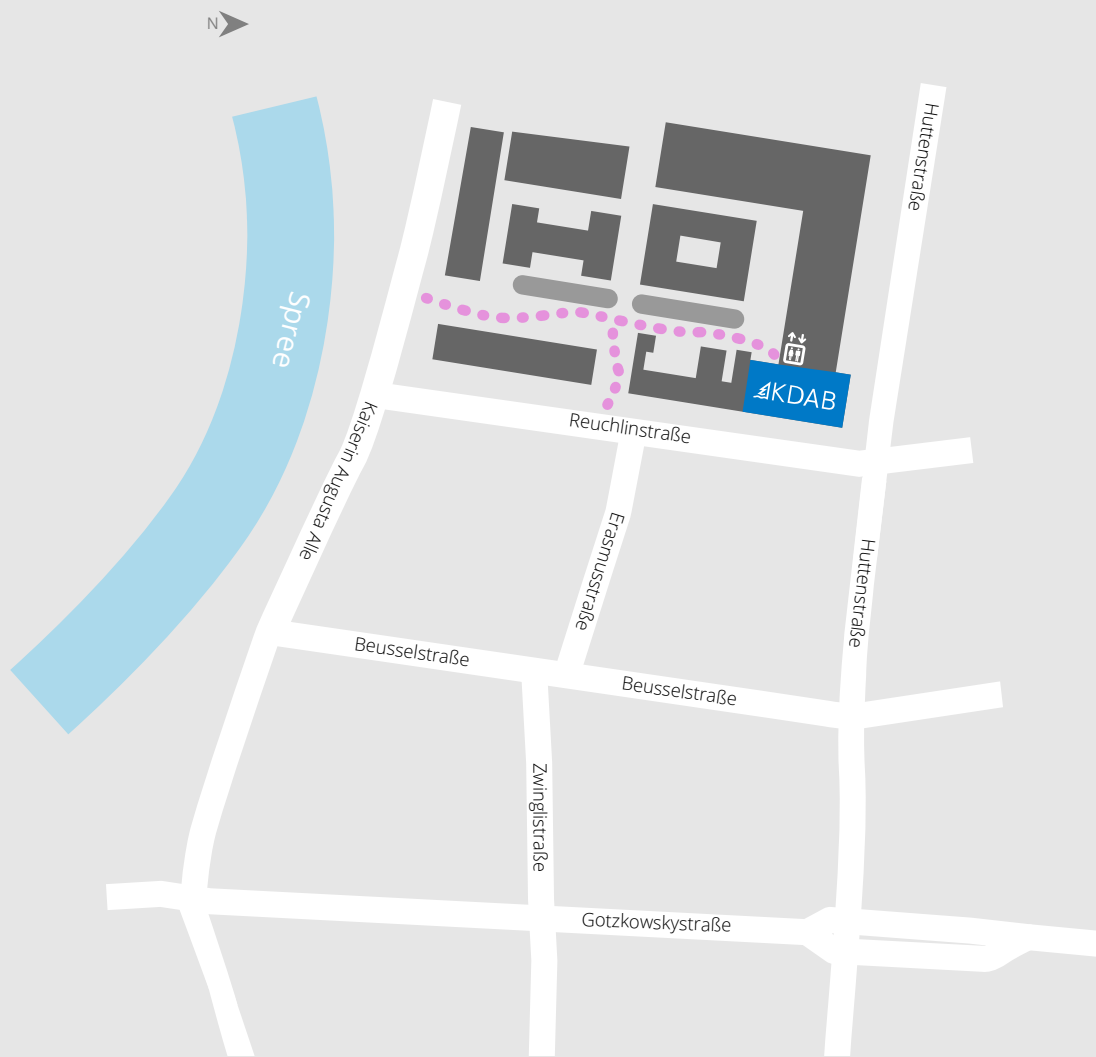 N
Huttenstraße
Spree
KDAB
Kaiserin Augusta Alle
Reuchlinstraße
Erasmusstraße
Huttenstraße
Beusselstraße
Beusselstraße
Zwinglistraße
Gotzkowskystraße